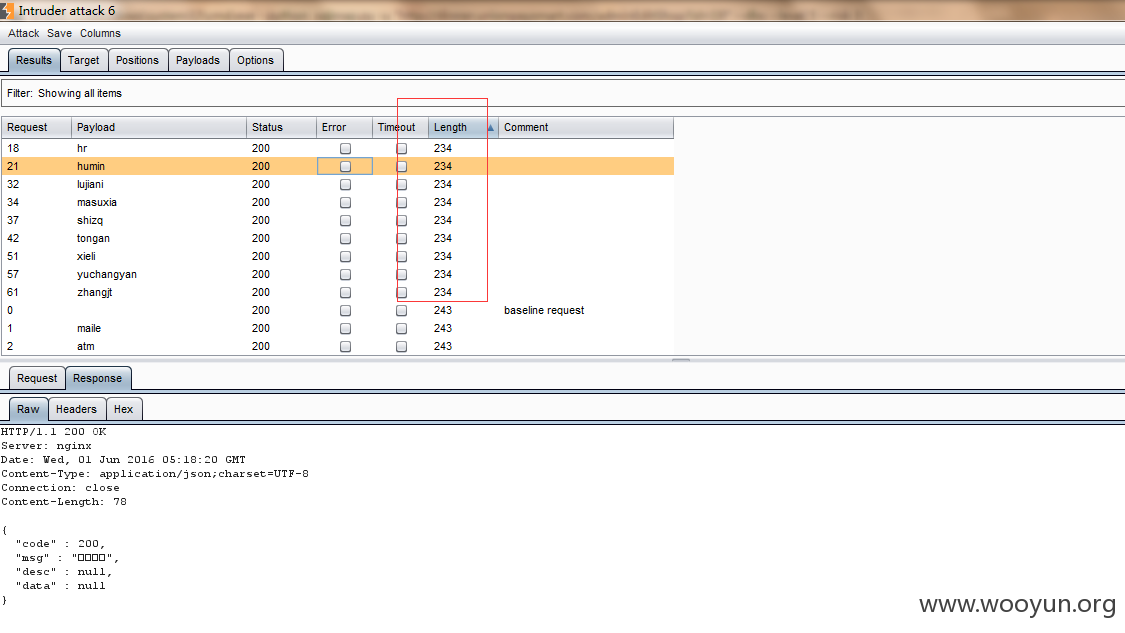 Intruder attack 6
Attack Save Columns
Results Target Positions Payloads Options
Filter: Showing all items
Request Payload Status Error Timeout Length Comment
18 hr 200 234
21 humin 200 234
32 lujiani 200 234
34 masuxia 200 234
37 shizq 200 234
42 tongan 200 234
51 xieli 200 234
57 yuchangyan 200 234
61 zhangjt 200 234
0 200 243 baseline request
1 maile 200 243
2 atm 200 243
Request Response
Raw Headers Hex
HTTP/1.1 200 OK
Server: nginx
Date: Wed, 01 Jun 2016 05:18:20 GMT
Content-Type: application/json;charset=UTF-8
Connection: close
Content-Length: 78
{
"code" : 200,
"msg" : "□□□□",
"desc" : null,
"data" : null
}
www.wooyun.org